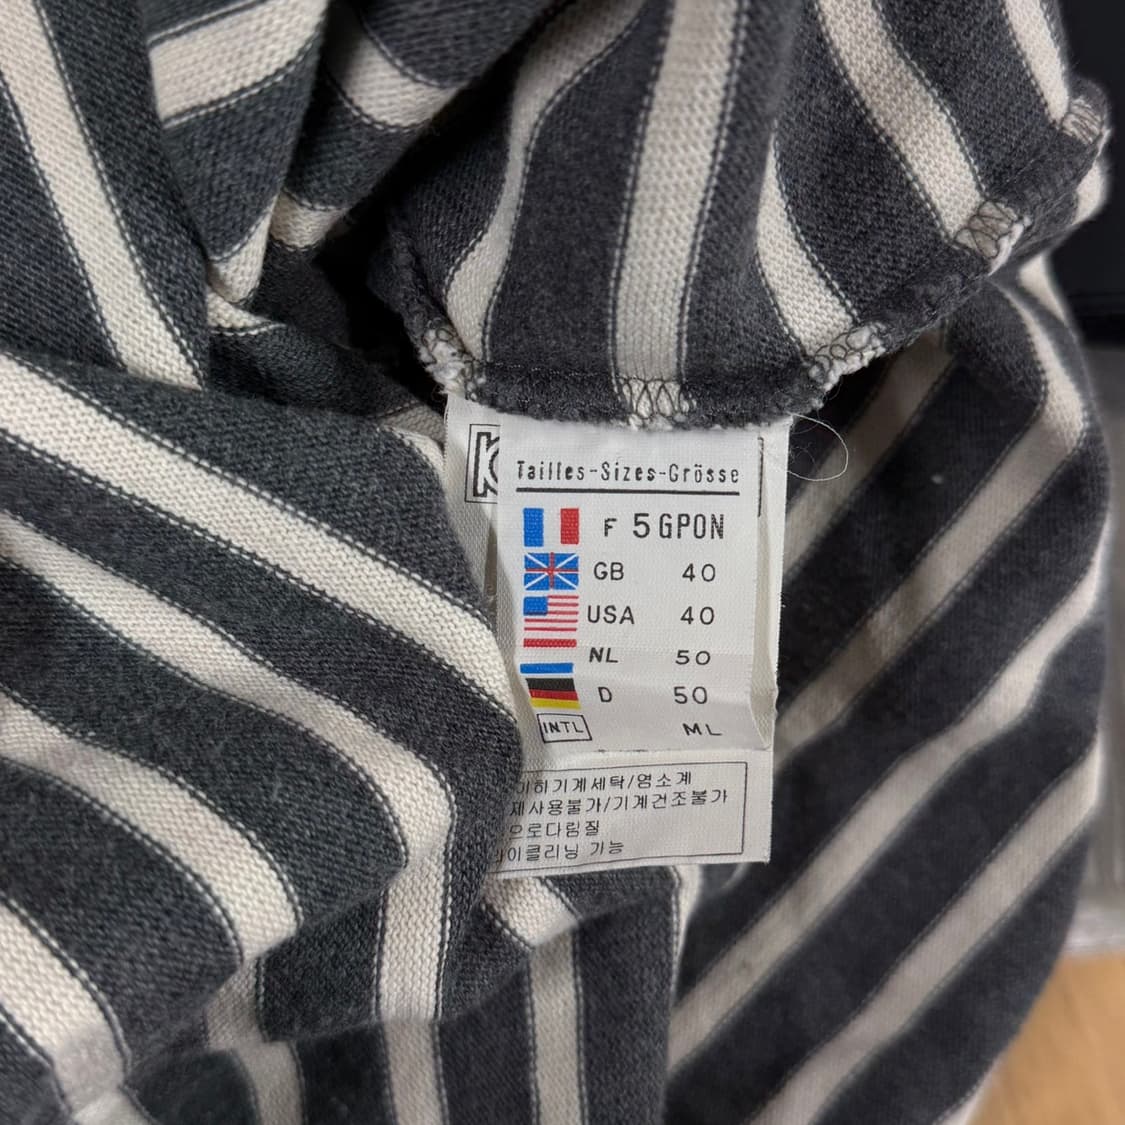 Tailles-Sizes-Grösse
F 5GPON
GB 40
USA 40
NL 50
D 50
INTL ML
하기계세탁/염소계
제사용불가/기계건조불가
으로다림질
이클리닝 가능